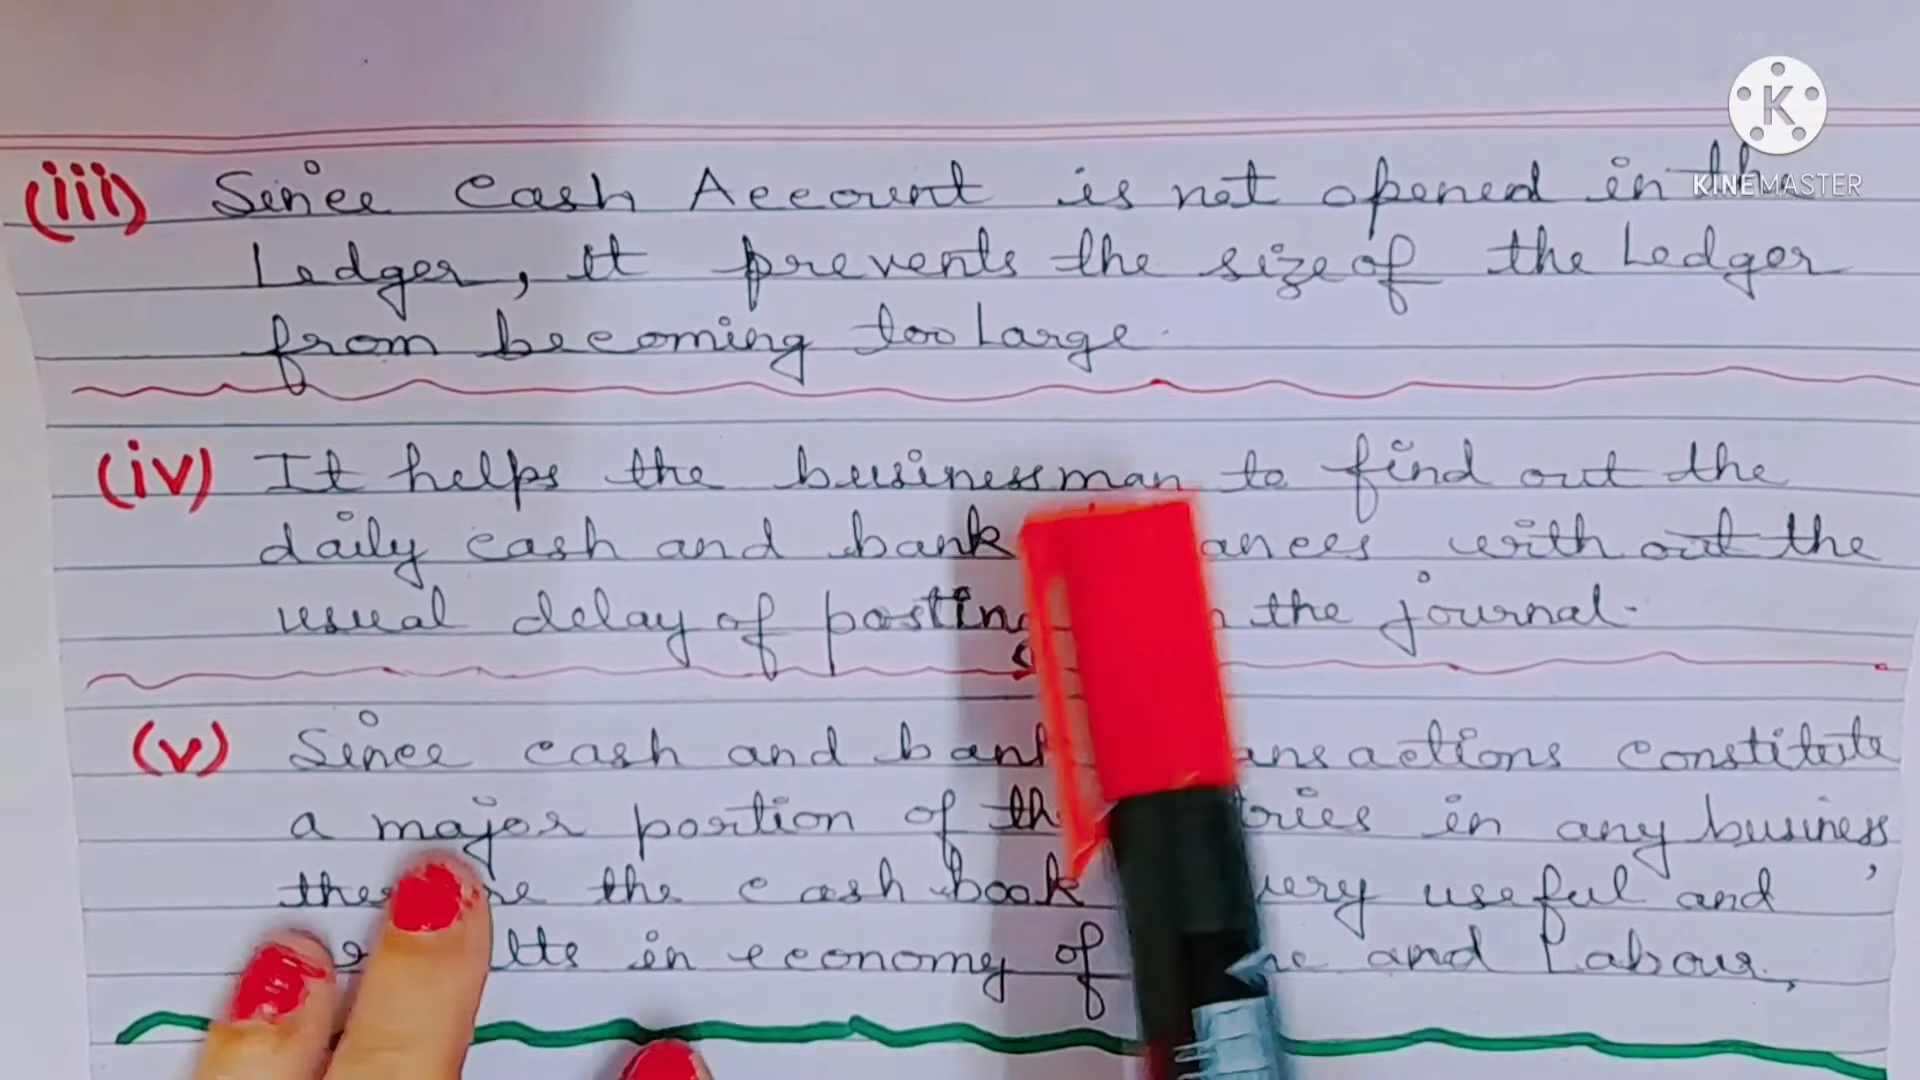 (iii) Since Cash Account is not opened in the
Ledger, it prevents the size of the Ledger
from becoming too Large.
(iv) It helps the businessman to find out the
daily cash and bank ances without the
usual delay of posting the journal.
(v) Since cash and bank ansactions constitute
a major portion of the tries in any business,
the cash book very useful and
in economy of and Labour,
KINEMASTER